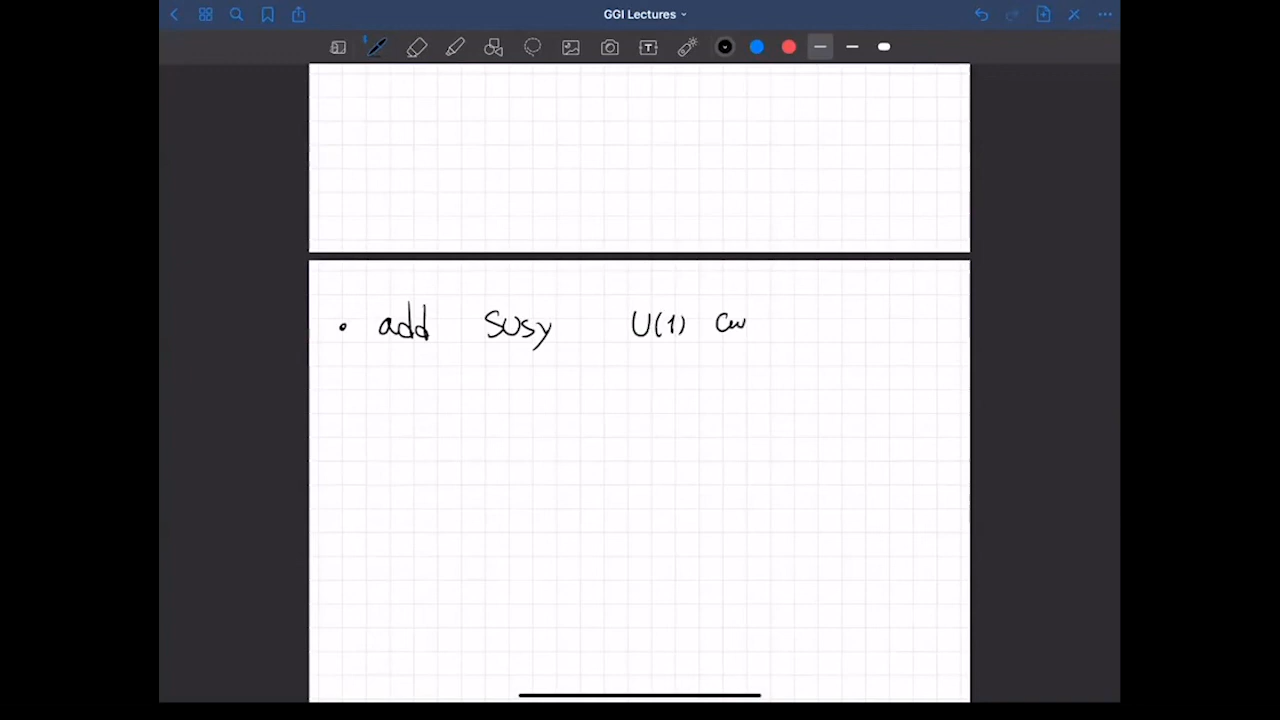 GGI Lectures
T
• add SUSY U(1)